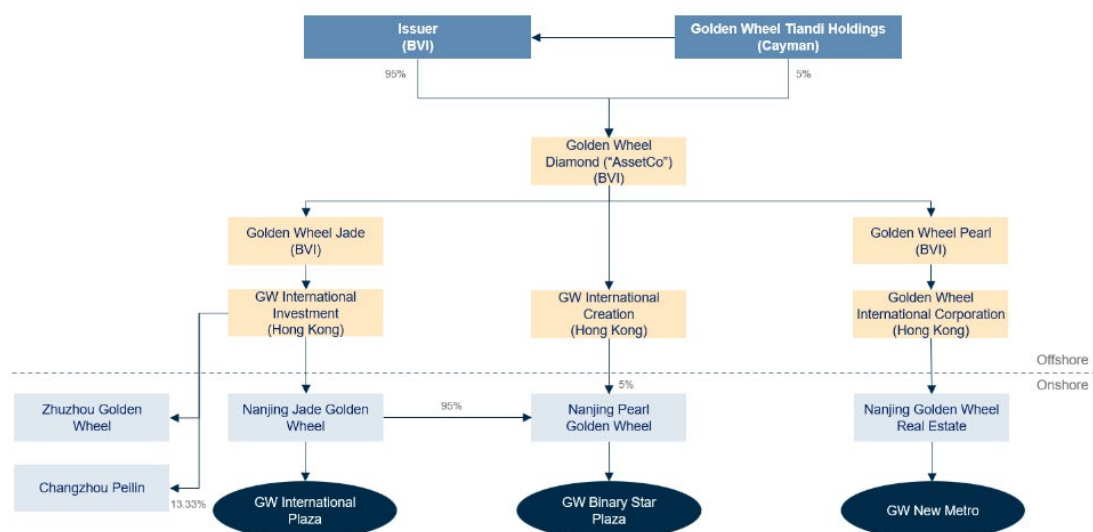 Issuer
(BVI)
Golden Wheel Tiandi Holdings
(Cayman)
95%
5%
Golden Wheel
Diamond (“AssetCo”)
(BVI)
Golden Wheel Jade
(BVI)
Golden Wheel Pearl
(BVI)
GW International
Investment
(Hong Kong)
GW International
Creation
(Hong Kong)
Golden Wheel
International Corporation
(Hong Kong)
Offshore
Onshore
5%
Zhuzhou Golden
Wheel
Nanjing Jade Golden
Wheel
95%
Nanjing Pearl
Golden Wheel
Nanjing Golden Wheel
Real Estate
Changzhou Peilin
13.33%
GW International
Plaza
GW Binary Star
Plaza
GW New Metro